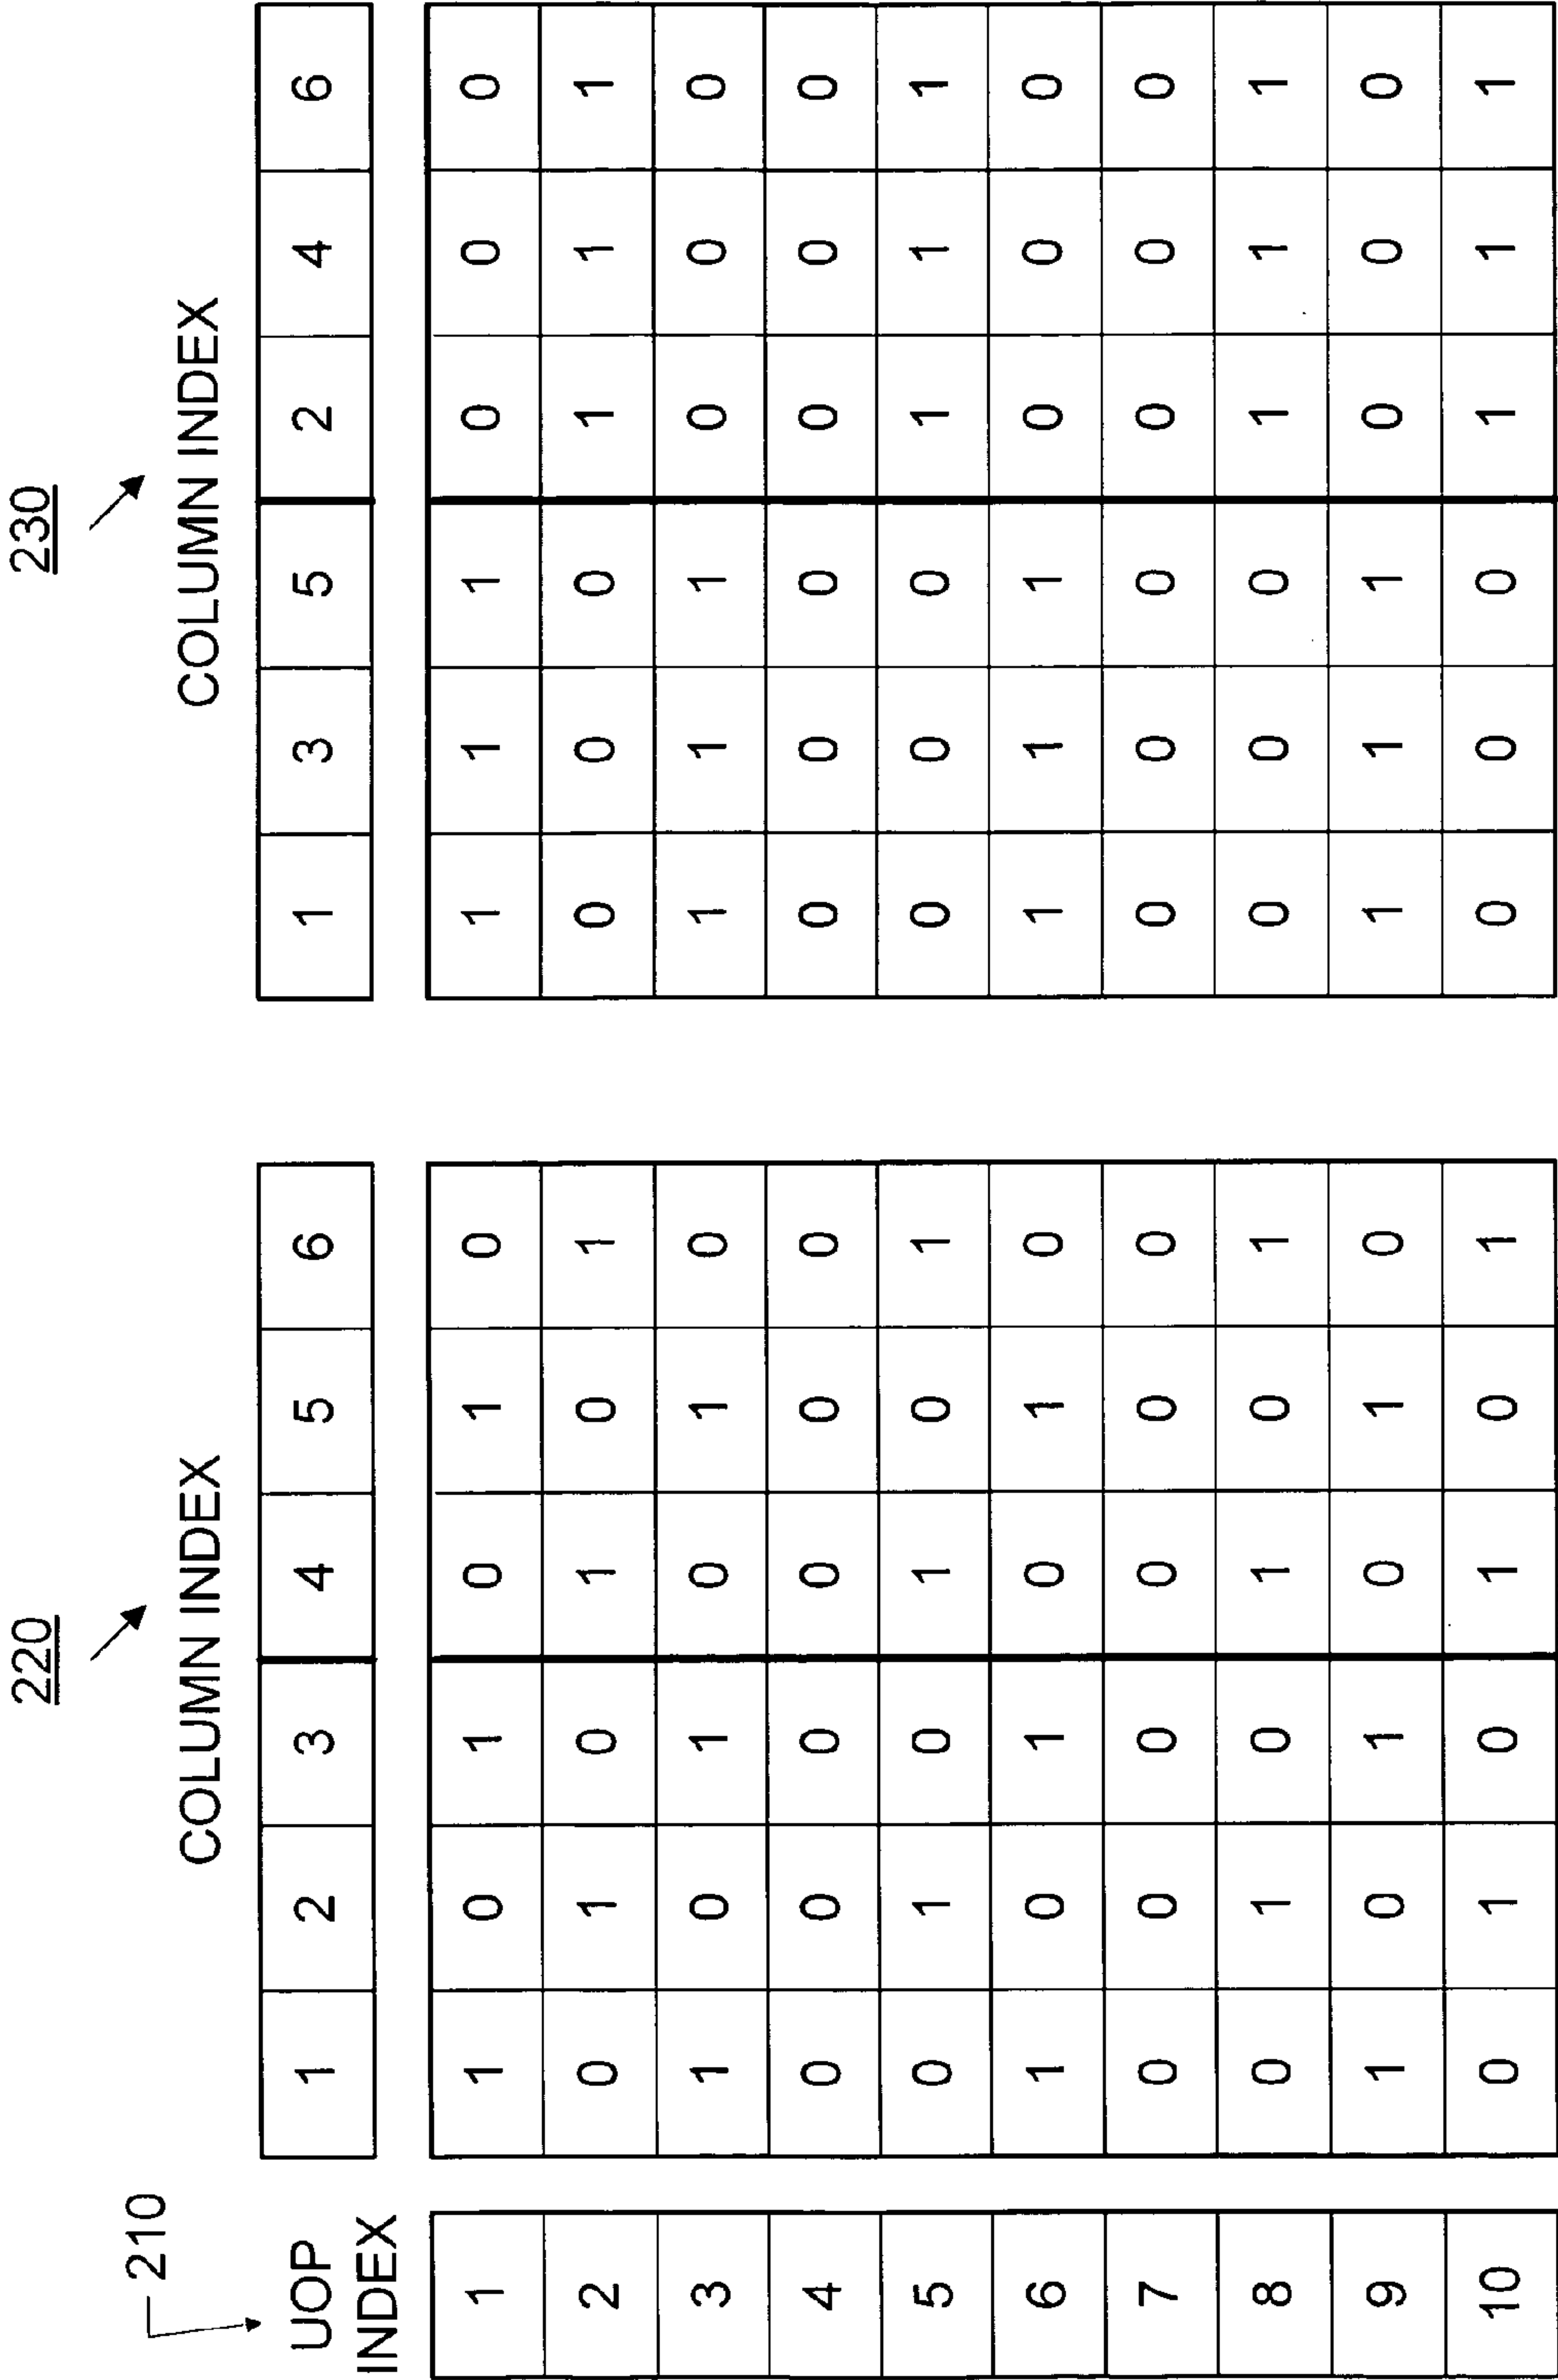 210
220
230
UOP INDEX
COLUMN INDEX
COLUMN INDEX
1 2 3 4 5 6
1 3 5 2 4 6
1 1 0 1 0 1 0 1 1 1 0 0 0
2 0 1 0 1 0 1 0 0 0 1 1 1
3 1 0 1 0 1 0 1 1 1 0 0 0
4 0 0 0 0 0 0 0 0 0 0 0 0
5 0 1 0 1 0 1 0 0 0 1 1 1
6 1 0 1 0 1 0 1 1 1 0 0 0
7 0 0 0 0 0 0 0 0 0 0 0 0
8 0 1 0 1 0 1 0 0 0 1 1 1
9 1 0 1 0 1 0 1 1 1 0 0 0
10 0 1 0 1 0 1 0 0 0 1 1 1